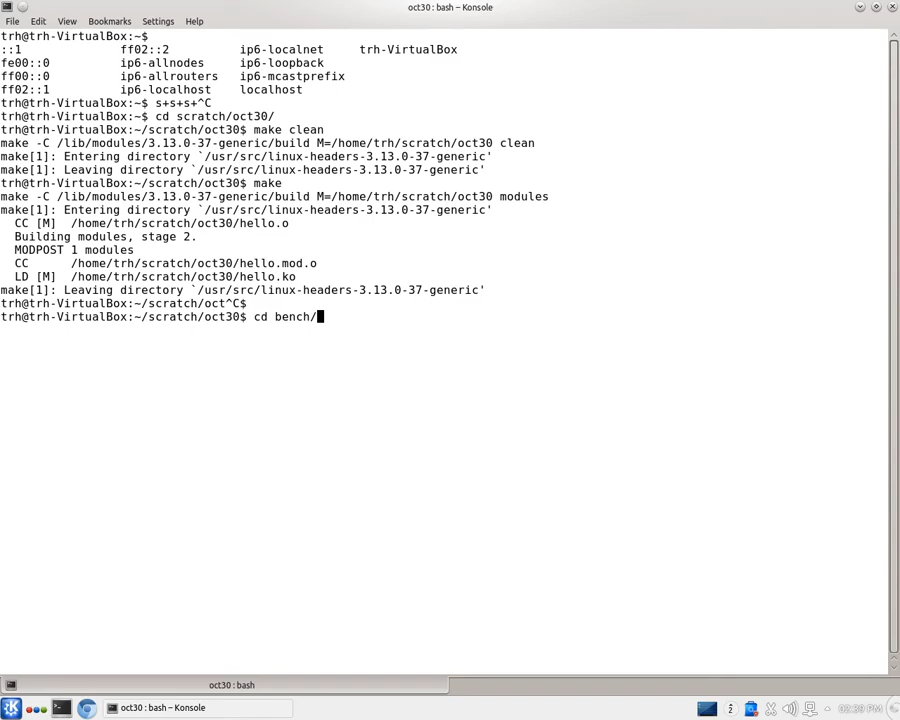 oct30 : bash – Konsole
File Edit View Bookmarks Settings Help
trh@trh-VirtualBox:~$
::1 ff02::2 ip6-localnet trh-VirtualBox
fe00::0 ip6-allnodes ip6-loopback
ff00::0 ip6-allrouters ip6-mcastprefix
ff02::1 ip6-localhost localhost
trh@trh-VirtualBox:~$ s+s+s+^C
trh@trh-VirtualBox:~$ cd scratch/oct30/
trh@trh-VirtualBox:~/scratch/oct30$ make clean
make -C /lib/modules/3.13.0-37-generic/build M=/home/trh/scratch/oct30 clean
make[1]: Entering directory `/usr/src/linux-headers-3.13.0-37-generic'
make[1]: Leaving directory `/usr/src/linux-headers-3.13.0-37-generic'
trh@trh-VirtualBox:~/scratch/oct30$ make
make -C /lib/modules/3.13.0-37-generic/build M=/home/trh/scratch/oct30 modules
make[1]: Entering directory `/usr/src/linux-headers-3.13.0-37-generic'
CC [M] /home/trh/scratch/oct30/hello.o
Building modules, stage 2.
MODPOST 1 modules
CC /home/trh/scratch/oct30/hello.mod.o
LD [M] /home/trh/scratch/oct30/hello.ko
make[1]: Leaving directory `/usr/src/linux-headers-3.13.0-37-generic'
trh@trh-VirtualBox:~/scratch/oct^C$
trh@trh-VirtualBox:~/scratch/oct30$ cd bench/
oct30 : bash
oct30 : bash – Konsole 2 02:39 PM